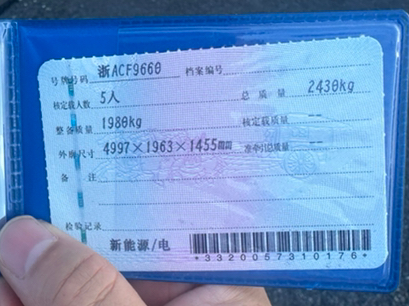 号牌号码 浙ACF9660 档案编号
核定载人数 5人 总质量 2430kg
整备质量 1980kg 核定载质量 --
外廓尺寸 4997×1963×1455mm 准牵引总质量 --
备注
检验记录
新能源/电
*3320057310176*